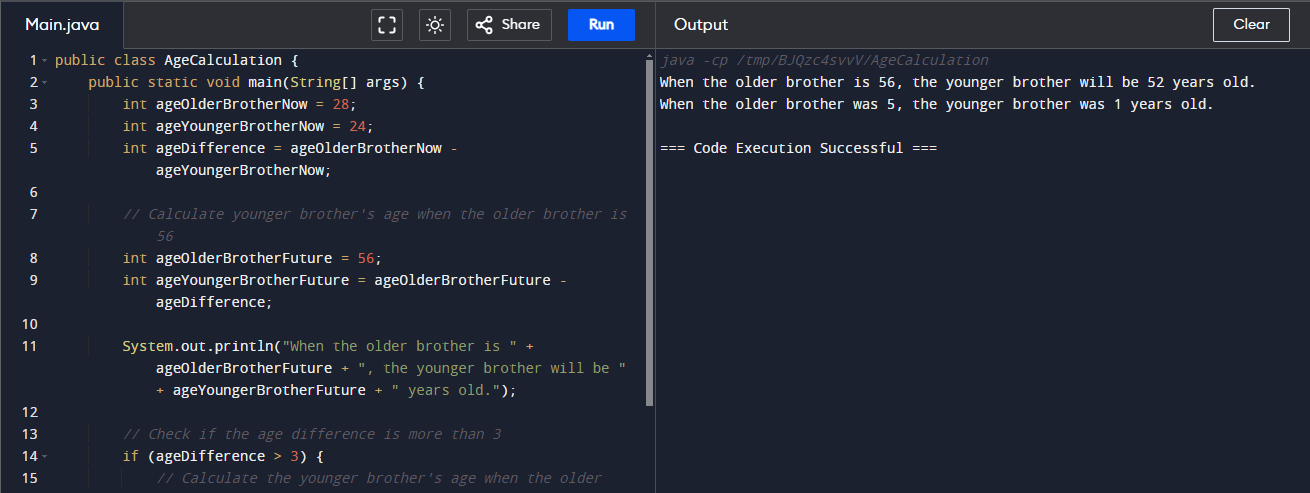 Main.java
Share
Run
Output
Clear
1 public class AgeCalculation {
2 public static void main(String[] args) {
3 int ageOlderBrotherNow = 28;
4 int ageYoungerBrotherNow = 24;
5 int ageDifference = ageOlderBrotherNow -
ageYoungerBrotherNow;
6
7 // Calculate younger brother's age when the older brother is
56
8 int ageOlderBrotherFuture = 56;
9 int ageYoungerBrotherFuture = ageOlderBrotherFuture -
ageDifference;
10
11 System.out.println("When the older brother is " +
ageOlderBrotherFuture + ", the younger brother will be "
+ ageYoungerBrotherFuture + " years old.");
12
13 // Check if the age difference is more than 3
14 if (ageDifference > 3) {
15 // Calculate the younger brother's age when the older
java -cp /tmp/BJQzc4svvV/AgeCalculation
When the older brother is 56, the younger brother will be 52 years old.
When the older brother was 5, the younger brother was 1 years old.
=== Code Execution Successful ===